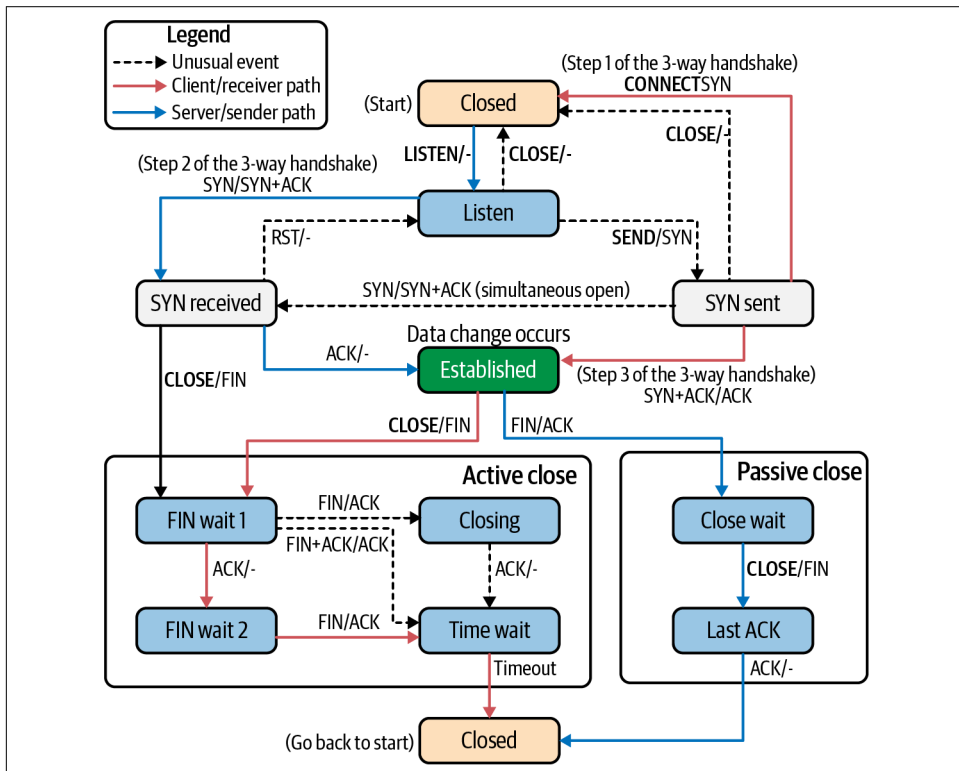 Legend
Unusual event
Client/receiver path
Server/sender path
(Step 1 of the 3-way handshake)
CONNECTSYN
(Start)
Closed
CLOSE/-
LISTEN/-
CLOSE/-
(Step 2 of the 3-way handshake)
SYN/SYN+ACK
Listen
RST/-
SEND/SYN
SYN/SYN+ACK (simultaneous open)
SYN received
SYN sent
Data change occurs
ACK/-
Established
CLOSE/FIN
(Step 3 of the 3-way handshake)
SYN+ACK/ACK
CLOSE/FIN
FIN/ACK
Active close
Passive close
FIN wait 1
FIN/ACK
Closing
Close wait
FIN+ACK/ACK
ACK/-
ACK/-
CLOSE/FIN
FIN wait 2
FIN/ACK
Time wait
Last ACK
Timeout
ACK/-
(Go back to start)
Closed